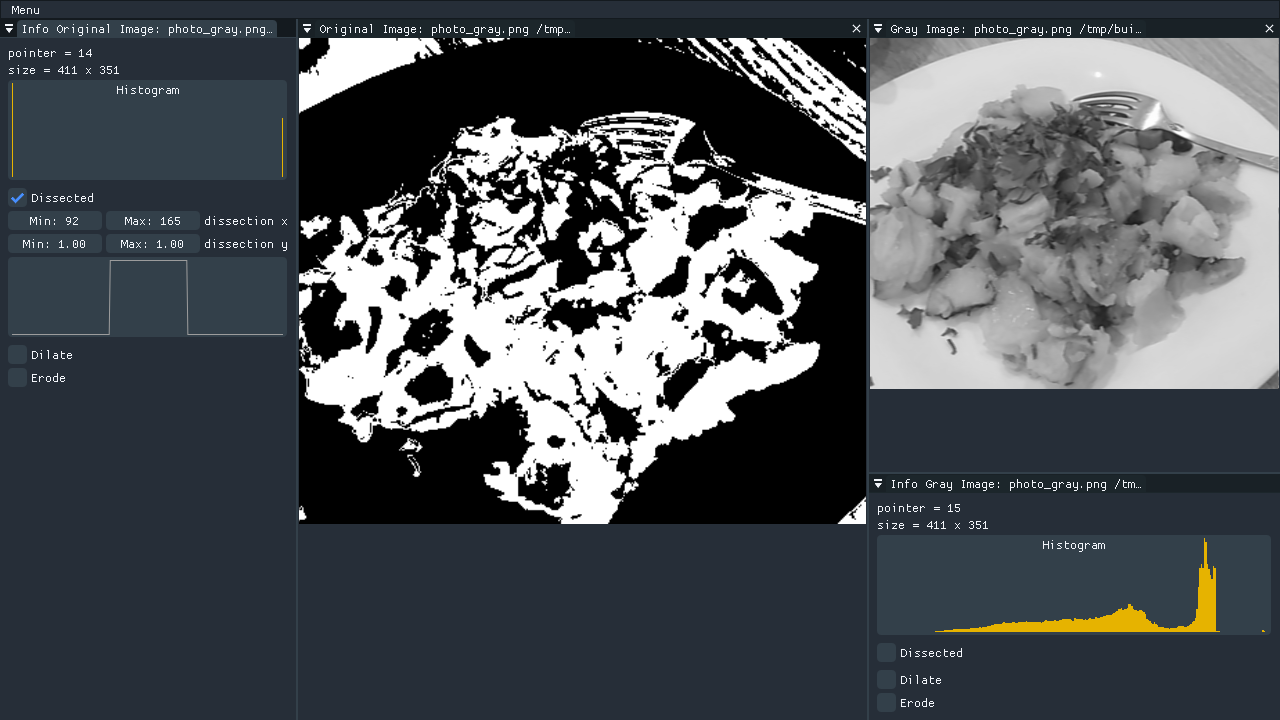 Menu
Info Original Image: photo_gray.png…
pointer = 14
size = 411 x 351
Histogram
Dissected
Min: 92 Max: 165 dissection x
Min: 1.00 Max: 1.00 dissection y
Dilate
Erode
Original Image: photo_gray.png /tmp…
Gray Image: photo_gray.png /tmp/bui…
Info Gray Image: photo_gray.png /tm…
pointer = 15
size = 411 x 351
Histogram
Dissected
Dilate
Erode